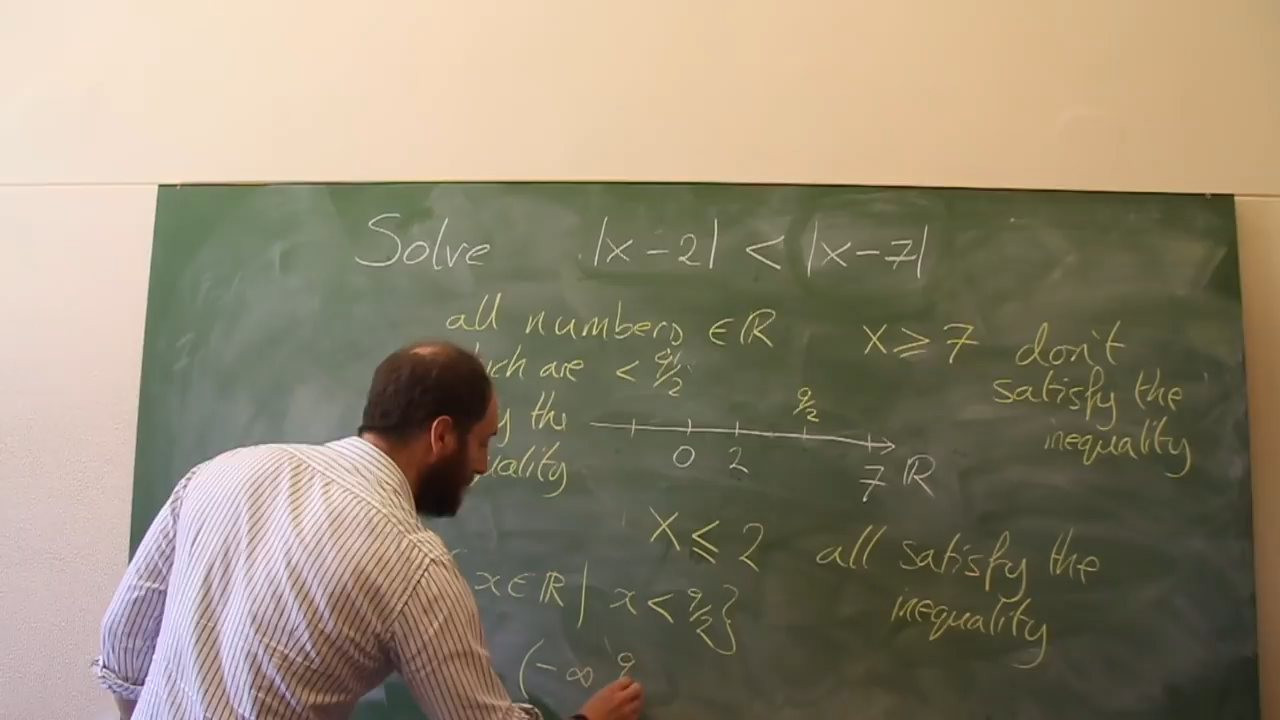 Solve |x-2| < |x-7|
all numbers ∈ ℝ
ich are < 9/2
the
uality
x ≥ 7 don't
satisfy the
inequality
9/2
0 2 7 ℝ
x ≤ 2 all satisfy the
inequality
x ∈ ℝ | x < 9/2}
(-∞ 9